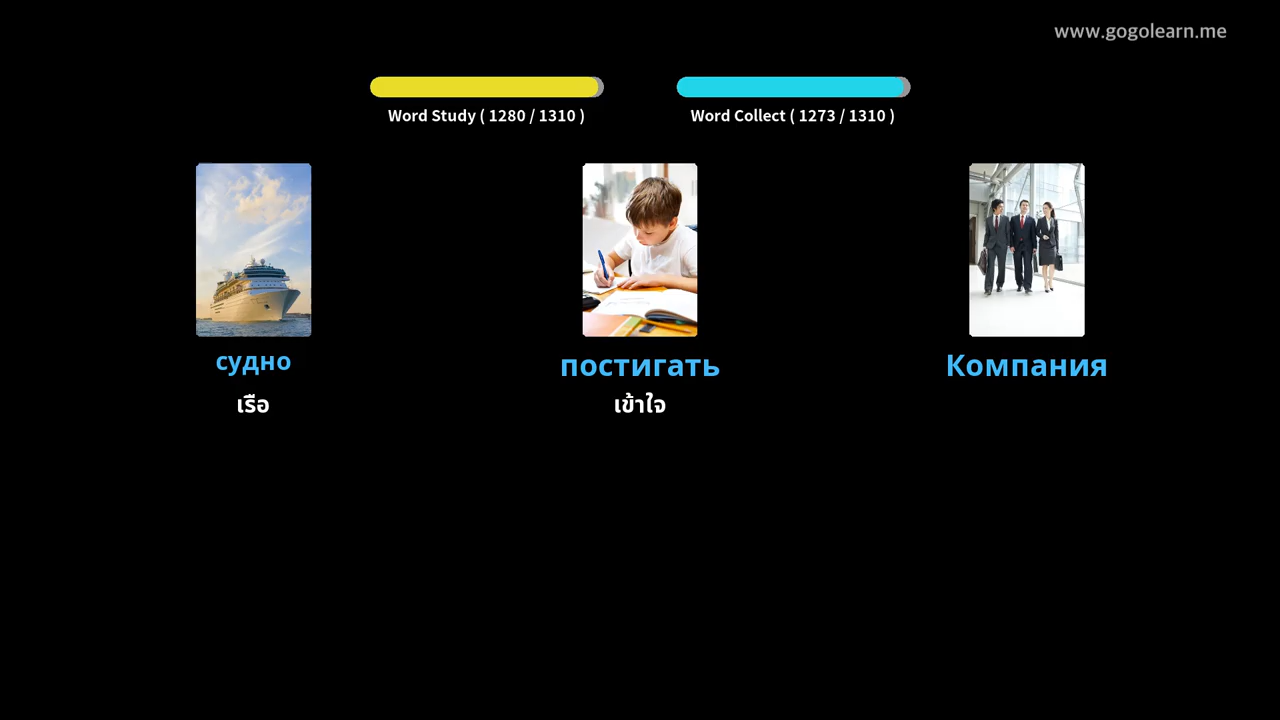 www.gogolearn.me
Word Study ( 1280 / 1310 )
Word Collect ( 1273 / 1310 )
судно
постигать
Компания
เรือ
เข้าใจ